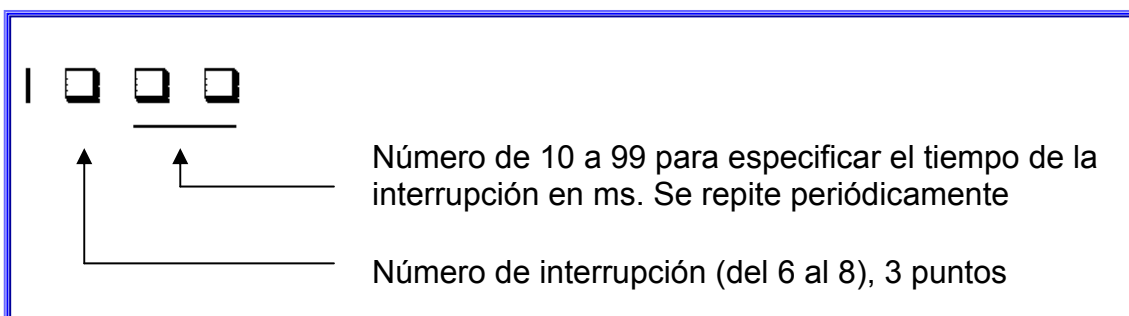 I
Número de 10 a 99 para especificar el tiempo de la
interrupción en ms. Se repite periódicamente
Número de interrupción (del 6 al 8), 3 puntos